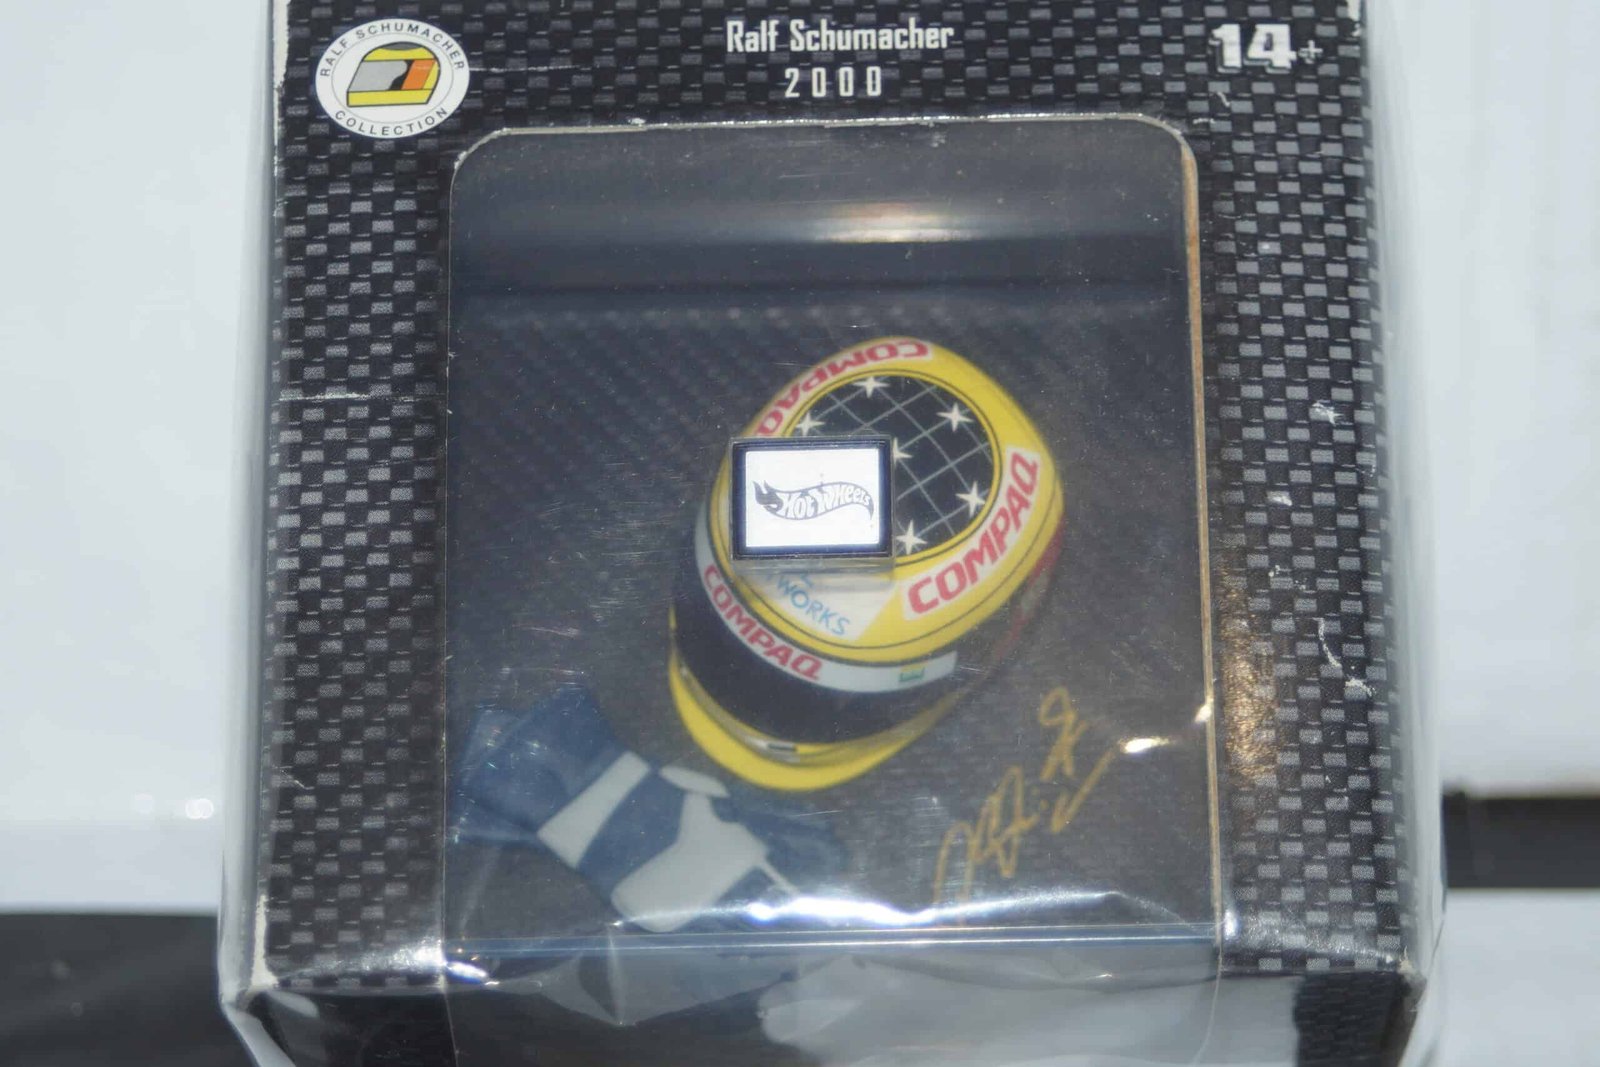 RALF SCHUMACHER
COLLECTION
Ralf Schumacher
2000
14+
COMPAQ
COMPAQ
Hot Wheels
WORKS
COMPAQ